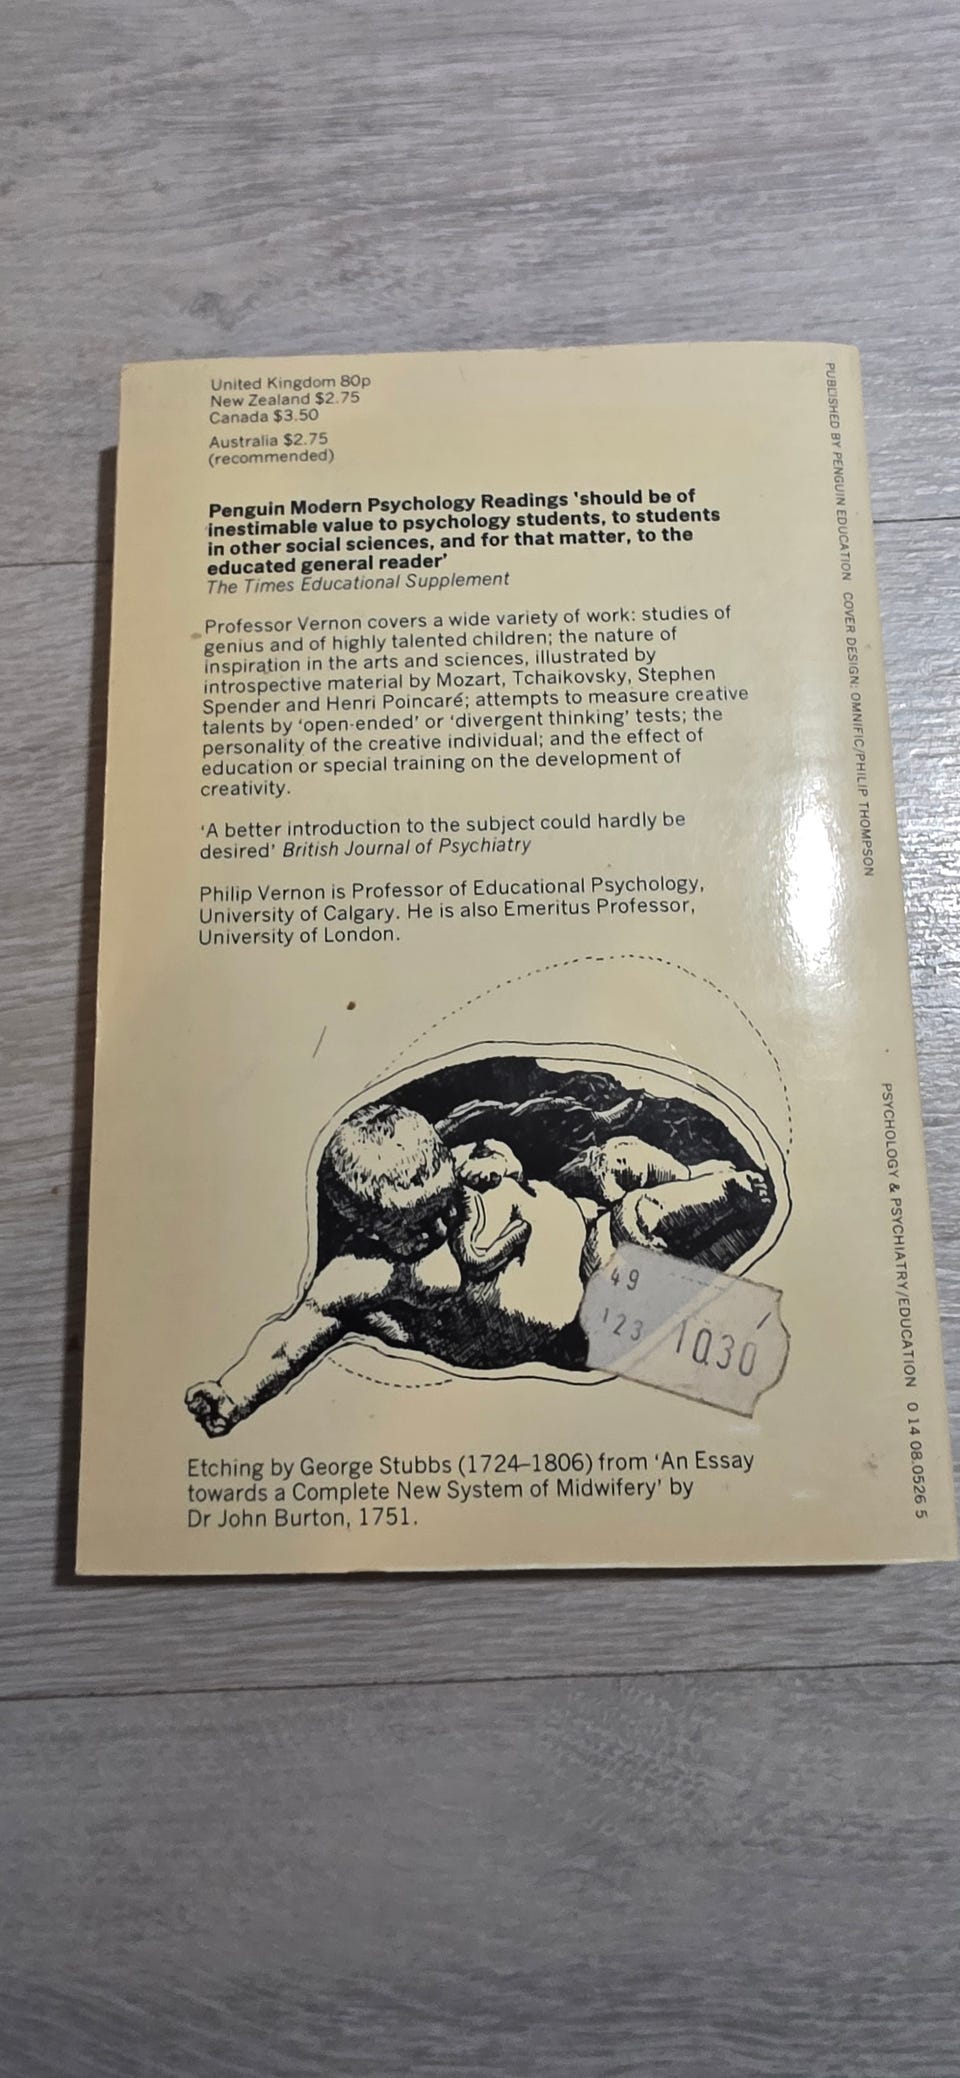 United Kingdom 80p
New Zealand $2.75
Canada $3.50
Australia $2.75
(recommended)
Penguin Modern Psychology Readings 'should be of
inestimable value to psychology students, to students
in other social sciences, and for that matter, to the
educated general reader'
The Times Educational Supplement
Professor Vernon covers a wide variety of work: studies of
genius and of highly talented children; the nature of
inspiration in the arts and sciences, illustrated by
introspective material by Mozart, Tchaikovsky, Stephen
Spender and Henri Poincaré; attempts to measure creative
talents by 'open-ended' or 'divergent thinking' tests; the
personality of the creative individual; and the effect of
education or special training on the development of
creativity.
'A better introduction to the subject could hardly be
desired' British Journal of Psychiatry
Philip Vernon is Professor of Educational Psychology,
University of Calgary. He is also Emeritus Professor,
University of London.
49
123
1030
Etching by George Stubbs (1724–1806) from 'An Essay
towards a Complete New System of Midwifery' by
Dr John Burton, 1751.
PUBLISHED BY PENGUIN EDUCATION COVER DESIGN: OMNIFIC/PHILIP THOMPSON
PSYCHOLOGY & PSYCHIATRY/EDUCATION 0 14 08.0526 5